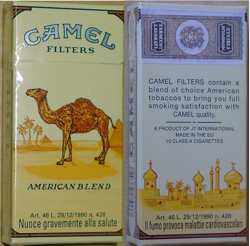 CAMEL
FILTERS
AMERICAN BLEND
Art. 46 L. 29/12/1990 n. 428
Nuoce gravemente alla salute
CAMEL FILTERS contain a
blend of choice American
tobaccos to bring you full
smoking satisfaction with
CAMEL quality.
A PRODUCT OF JT INTERNATIONAL
MADE IN THE EU
10 CLASS A CIGARETTES
Art. 46 L. 29/12/1990 n. 428
Il fumo provoca malattie cardiovascolari